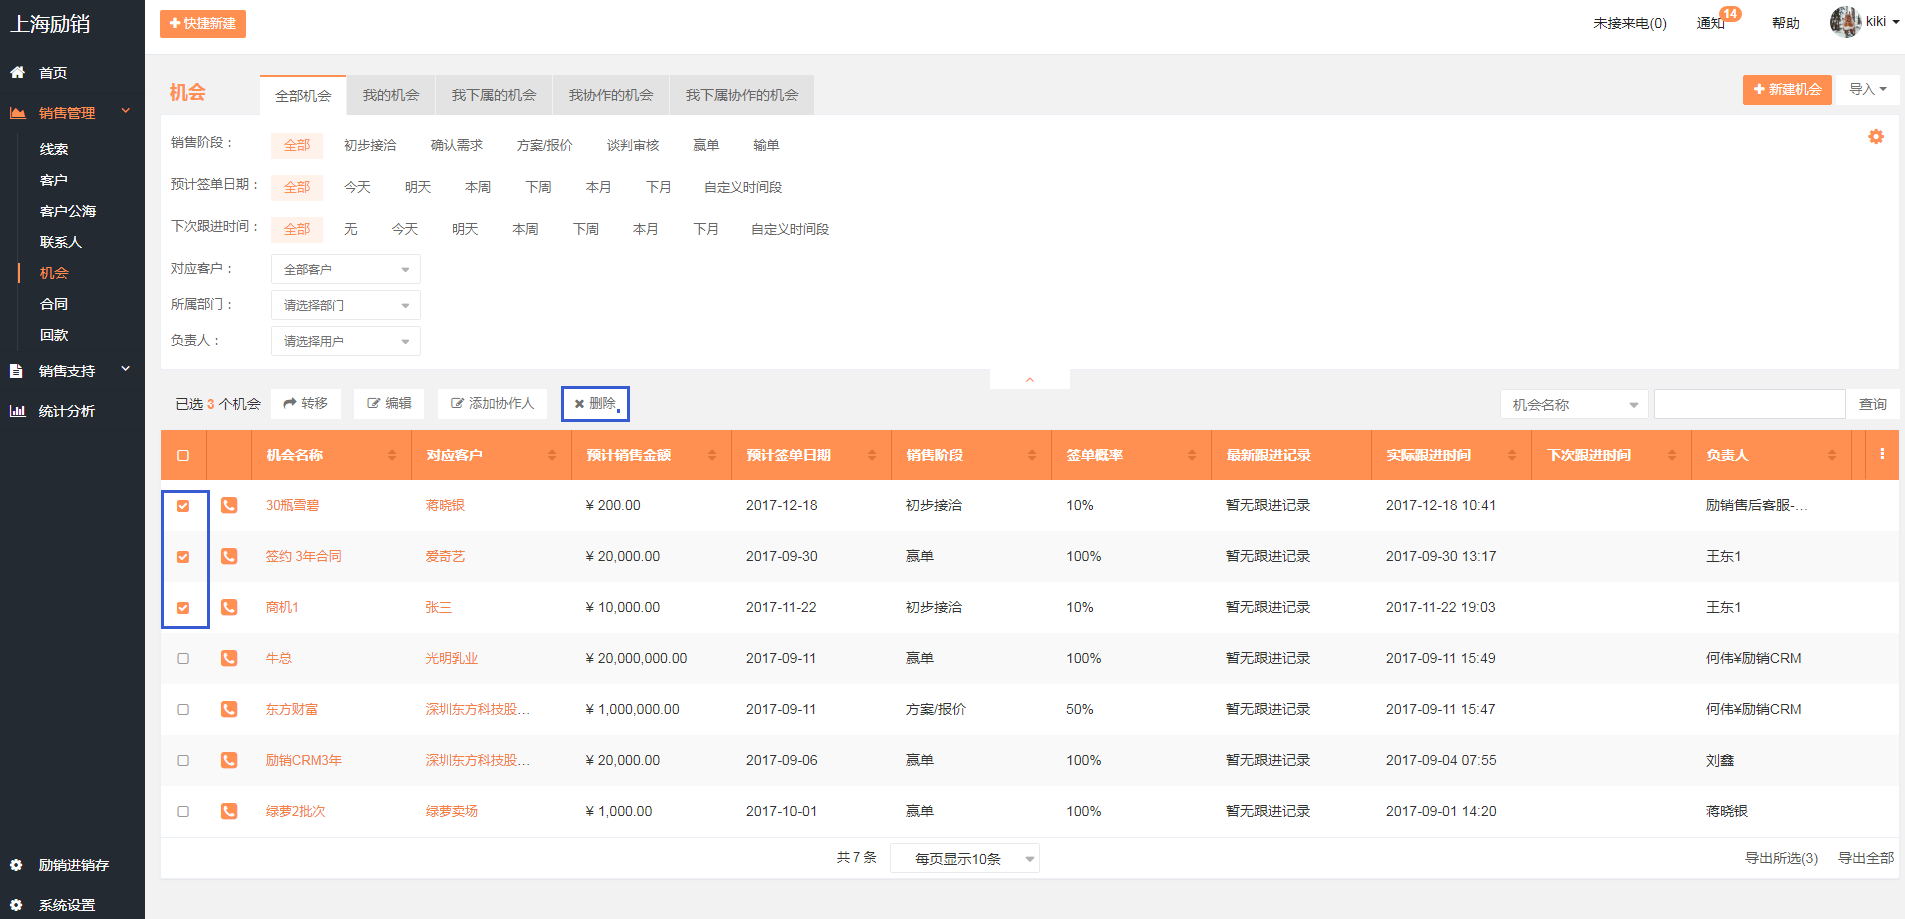 上海励销
快捷新建
未接来电(0) 通知 14 帮助 kiki
首页
销售管理
线索
客户
客户公海
联系人
机会
合同
回款
销售支持
统计分析
励销进销存
系统设置
机会 全部机会 我的机会 我下属的机会 我协作的机会 我下属协作的机会 新建机会 导入
销售阶段： 全部 初步接洽 确认需求 方案/报价 谈判审核 赢单 输单
预计签单日期： 全部 今天 明天 本周 下周 本月 下月 自定义时间段
下次跟进时间： 全部 无 今天 明天 本周 下周 本月 下月 自定义时间段
对应客户： 全部客户
所属部门： 请选择部门
负责人： 请选择用户
已选 3 个机会 转移 编辑 添加协作人 删除 机会名称 查询
机会名称 对应客户 预计销售金额 预计签单日期 销售阶段 签单概率 最新跟进记录 实际跟进时间 下次跟进时间 负责人
30瓶雪碧 蒋晓银 ¥ 200.00 2017-12-18 初步接洽 10% 暂无跟进记录 2017-12-18 10:41 励销售后客服-...
签约 3年合同 爱奇艺 ¥ 20,000.00 2017-09-30 赢单 100% 暂无跟进记录 2017-09-30 13:17 王东1
商机1 张三 ¥ 10,000.00 2017-11-22 初步接洽 10% 暂无跟进记录 2017-11-22 19:03 王东1
牛总 光明乳业 ¥ 20,000,000.00 2017-09-11 赢单 100% 暂无跟进记录 2017-09-11 15:49 何伟¥励销CRM
东方财富 深圳东方科技股... ¥ 1,000,000.00 2017-09-11 方案/报价 50% 暂无跟进记录 2017-09-11 15:47 何伟¥励销CRM
励销CRM3年 深圳东方科技股... ¥ 20,000.00 2017-09-06 赢单 100% 暂无跟进记录 2017-09-04 07:55 刘鑫
绿萝2批次 绿萝卖场 ¥ 1,000.00 2017-10-01 赢单 100% 暂无跟进记录 2017-09-01 14:20 蒋晓银
共 7 条 每页显示10条 导出所选(3) 导出全部